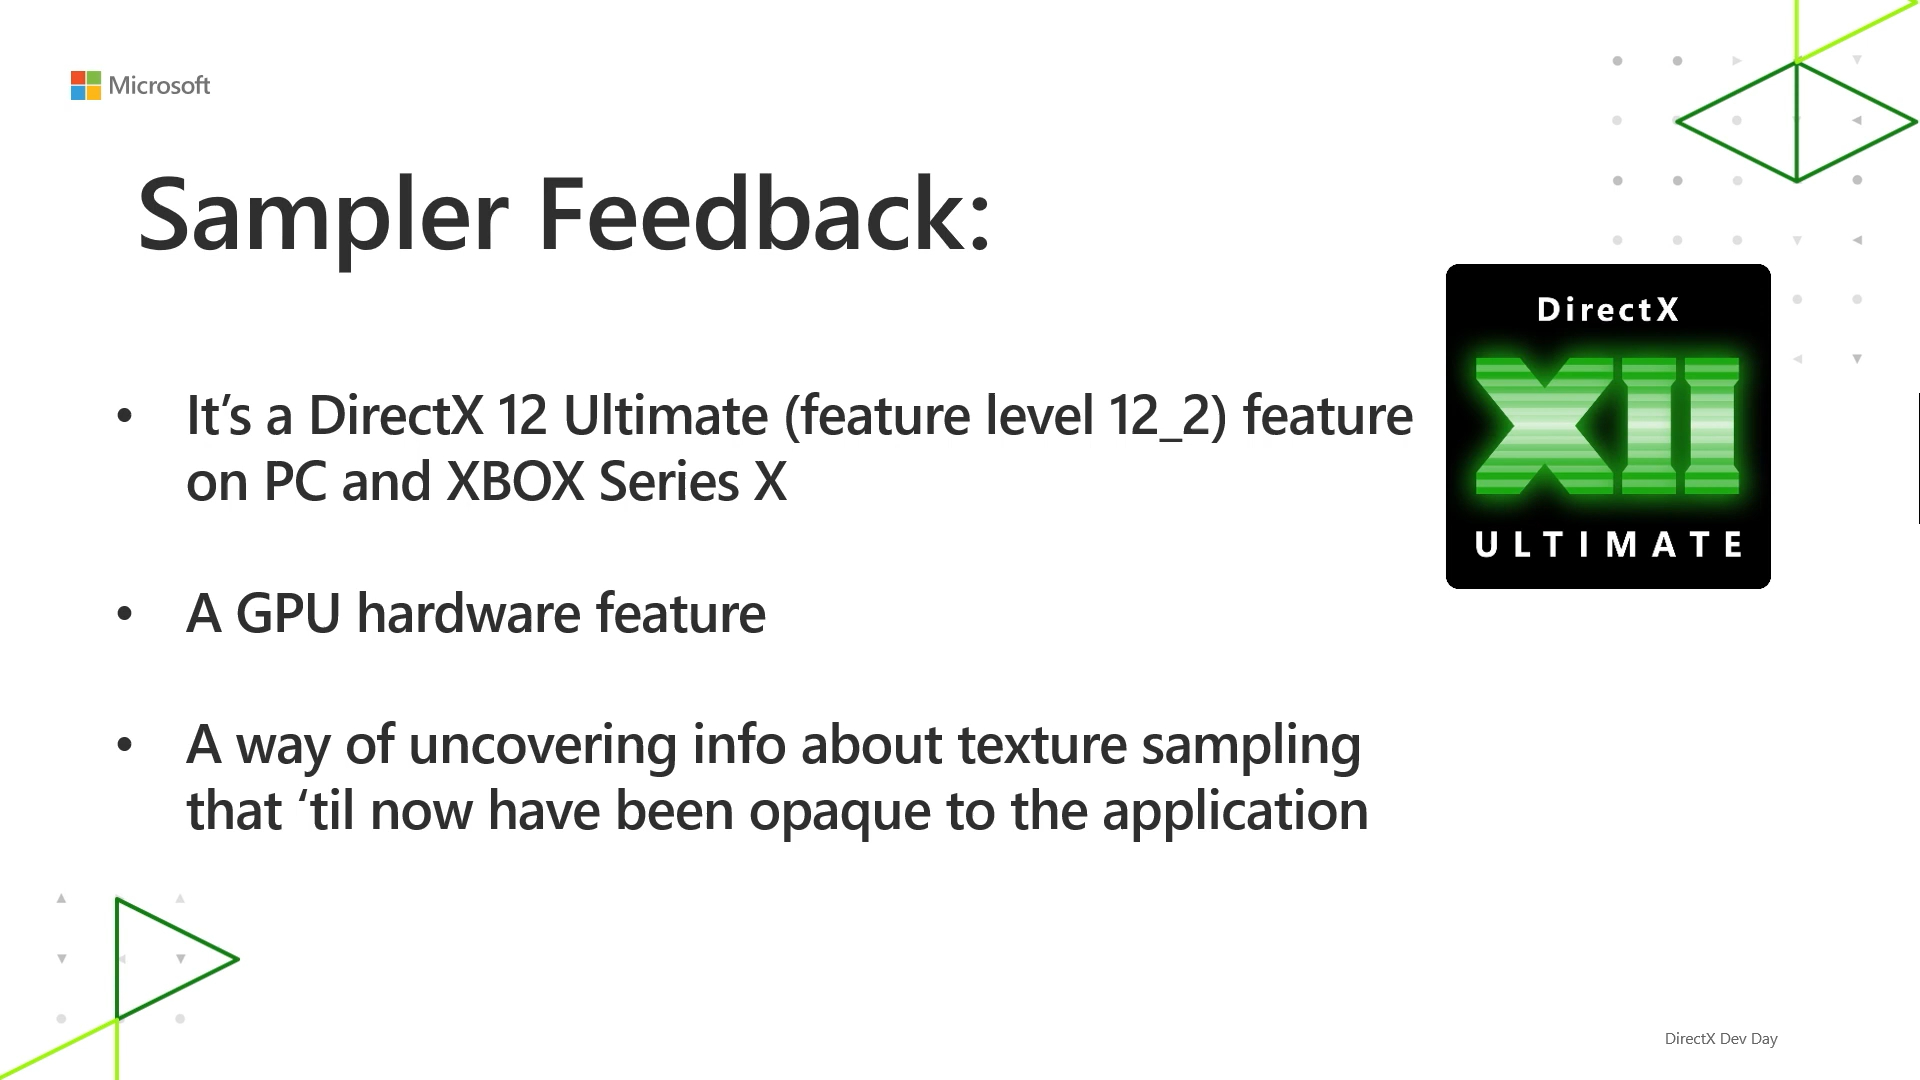 Microsoft
Sampler Feedback:
• It’s a DirectX 12 Ultimate (feature level 12_2) feature
on PC and XBOX Series X
• A GPU hardware feature
• A way of uncovering info about texture sampling
that ‘til now have been opaque to the application
DirectX
XII
ULTIMATE
DirectX Dev Day